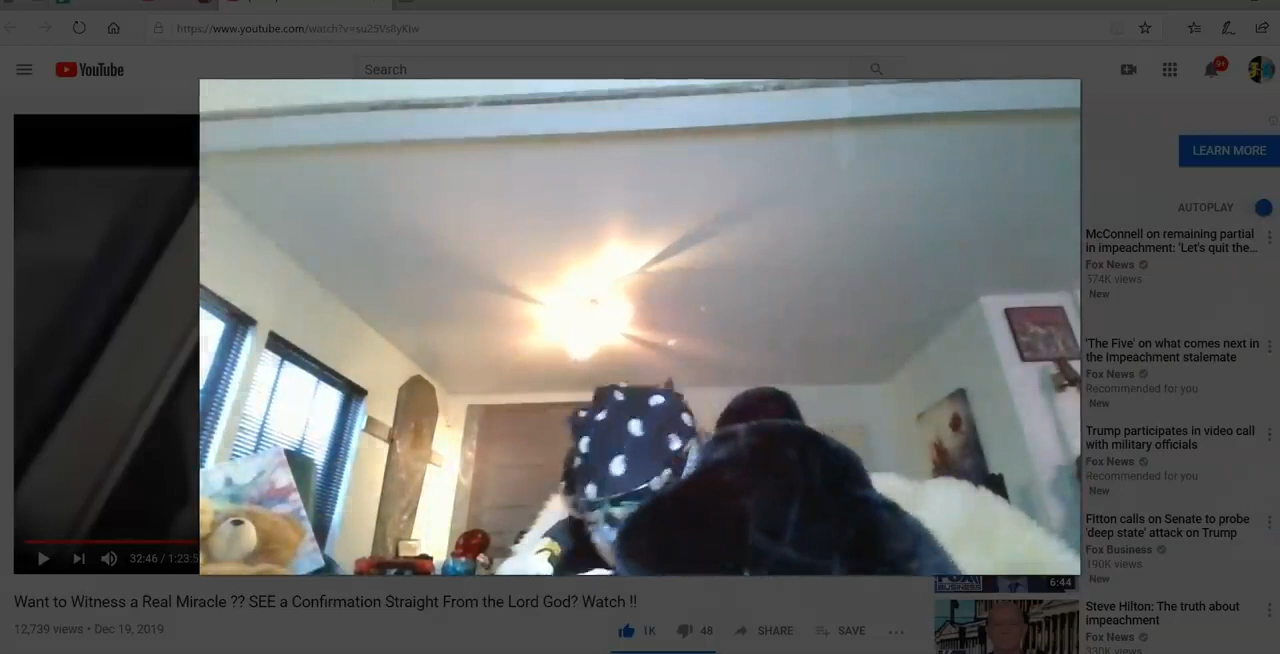 https://www.youtube.com/watch?v=su25Vs8yKIw
YouTube
Search
9+
LEARN MORE
AUTOPLAY
McConnell on remaining partial
in impeachment: 'Let's quit the...
Fox News
574K views
New
'The Five' on what comes next in
the Impeachment stalemate
Fox News
Recommended for you
New
Trump participates in video call
with military officials
Fox News
Recommended for you
New
Fitton calls on Senate to probe
'deep state' attack on Trump
Fox Business
190K views
New
6:44
Steve Hilton: The truth about
impeachment
Fox News
330K views
32:46 / 1:23:5
Want to Witness a Real Miracle ?? SEE a Confirmation Straight From the Lord God? Watch !!
12,739 views • Dec 19, 2019
1K
48
SHARE
SAVE